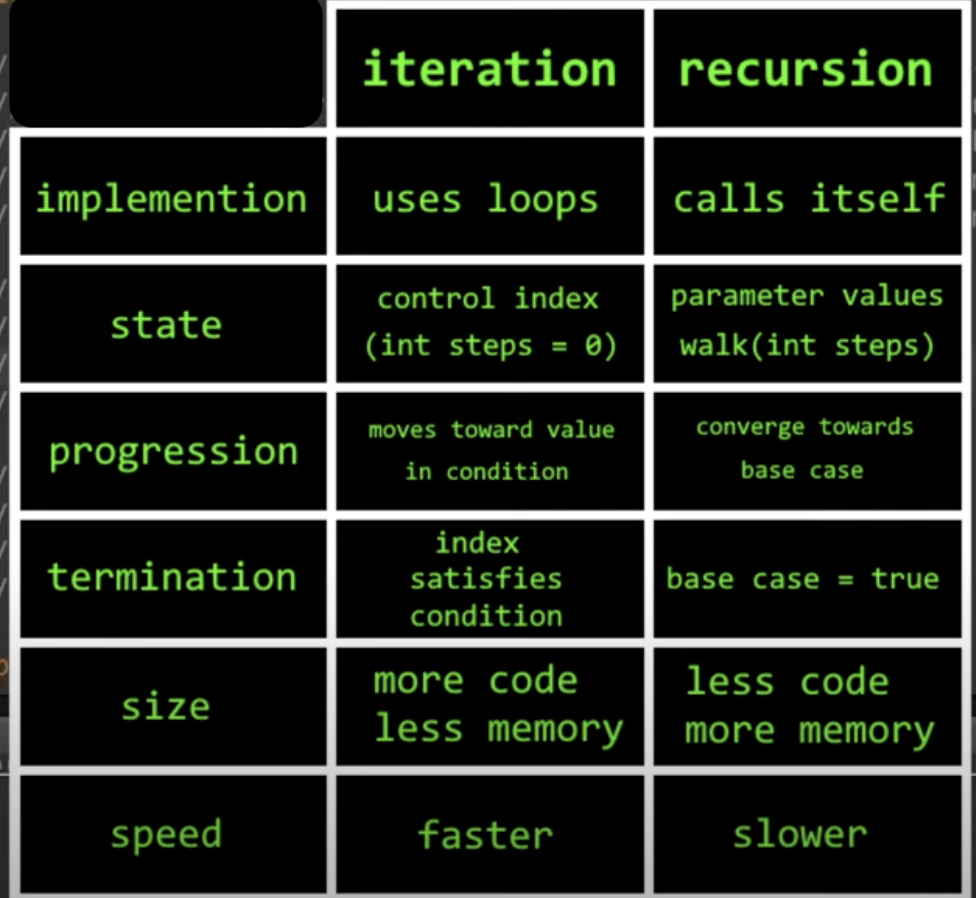 iteration
recursion
implemention
uses loops
calls itself
state
control index
(int steps = 0)
parameter values
walk(int steps)
progression
moves toward value
in condition
converge towards
base case
termination
index
satisfies
condition
base case = true
size
more code
less memory
less code
more memory
speed
faster
slower